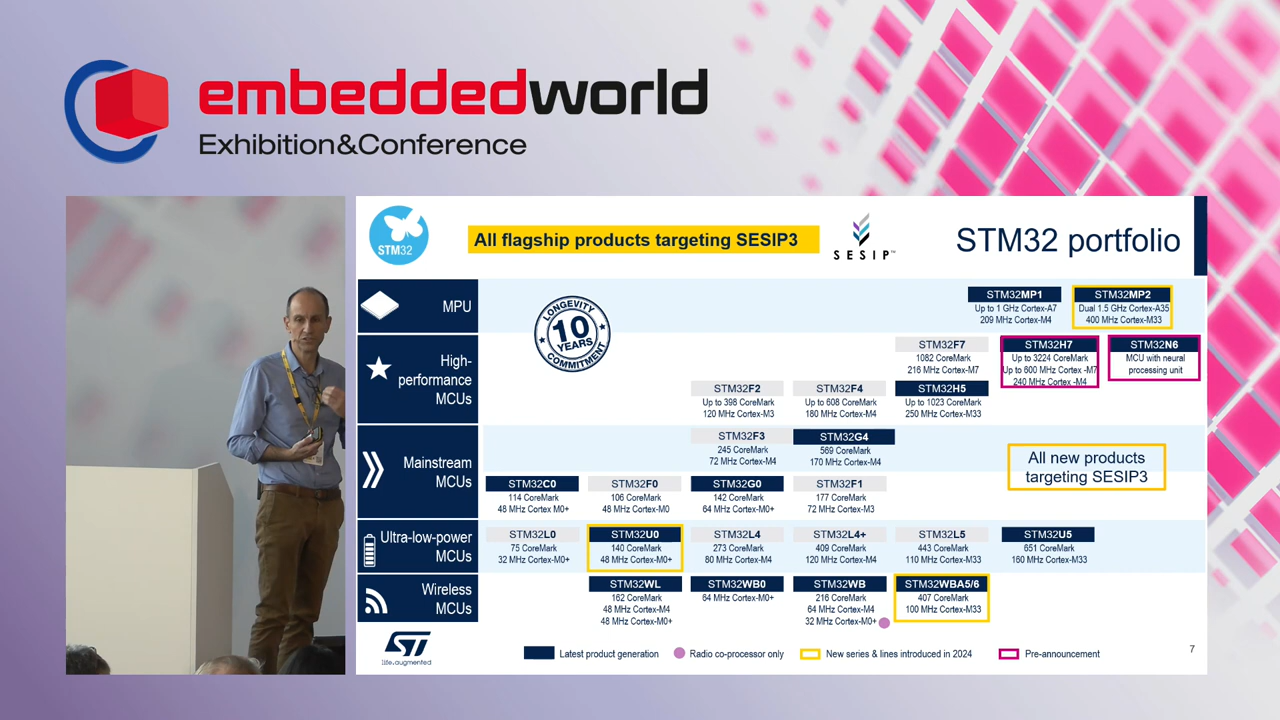 embeddedworld
Exhibition&Conference
STM32
All flagship products targeting SESIP3
SESIP™
STM32 portfolio
MPU
LONGEVITY
10
YEARS
COMMITMENT
STM32MP1
Up to 1 GHz Cortex-A7
209 MHz Cortex-M4
STM32MP2
Dual 1.5 GHz Cortex-A35
400 MHz Cortex-M33
High-
performance
MCUs
STM32F7
1082 CoreMark
216 MHz Cortex-M7
STM32H7
Up to 3224 CoreMark
Up to 600 MHz Cortex -M7
240 MHz Cortex -M4
STM32N6
MCU with neural
processing unit
STM32F2
Up to 398 CoreMark
120 MHz Cortex-M3
STM32F4
Up to 608 CoreMark
180 MHz Cortex-M4
STM32H5
Up to 1023 CoreMark
250 MHz Cortex-M33
Mainstream
MCUs
STM32F3
245 CoreMark
72 MHz Cortex-M4
STM32G4
569 CoreMark
170 MHz Cortex-M4
All new products
targeting SESIP3
STM32C0
114 CoreMark
48 MHz Cortex M0+
STM32F0
106 CoreMark
48 MHz Cortex-M0
STM32G0
142 CoreMark
64 MHz Cortex-M0+
STM32F1
177 CoreMark
72 MHz Cortex-M3
Ultra-low-power
MCUs
STM32L0
75 CoreMark
32 MHz Cortex-M0+
STM32U0
140 CoreMark
48 MHz Cortex-M0+
STM32L4
273 CoreMark
80 MHz Cortex-M4
STM32L4+
409 CoreMark
120 MHz Cortex-M4
STM32L5
443 CoreMark
110 MHz Cortex-M33
STM32U5
651 CoreMark
160 MHz Cortex-M33
Wireless
MCUs
STM32WL
162 CoreMark
48 MHz Cortex-M4
48 MHz Cortex-M0+
STM32WB0
64 MHz Cortex-M0+
STM32WB
216 CoreMark
64 MHz Cortex-M4
32 MHz Cortex-M0+
STM32WBA5/6
407 CoreMark
100 MHz Cortex-M33
ST
life.augmented
Latest product generation
Radio co-processor only
New series & lines introduced in 2024
Pre-announcement
7